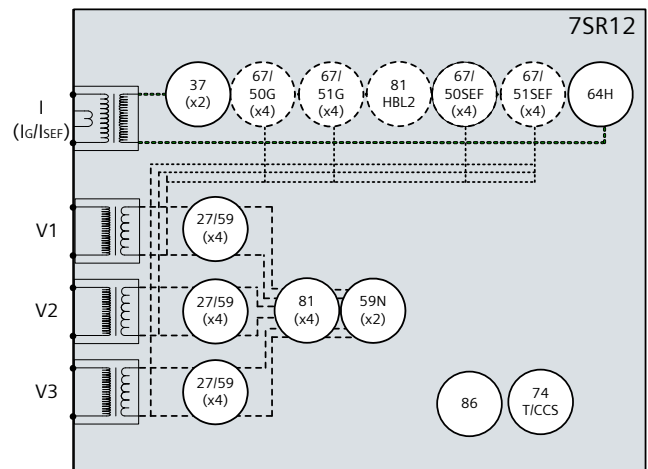 7SR12
37
(x2)
67/
50G
(x4)
67/
51G
(x4)
81
HBL2
67/
50SEF
(x4)
67/
51SEF
(x4)
64H
I
(IG/ISEF)
V1
27/59
(x4)
V2
27/59
(x4)
81
(x4)
59N
(x2)
V3
27/59
(x4)
86
74
T/CCS